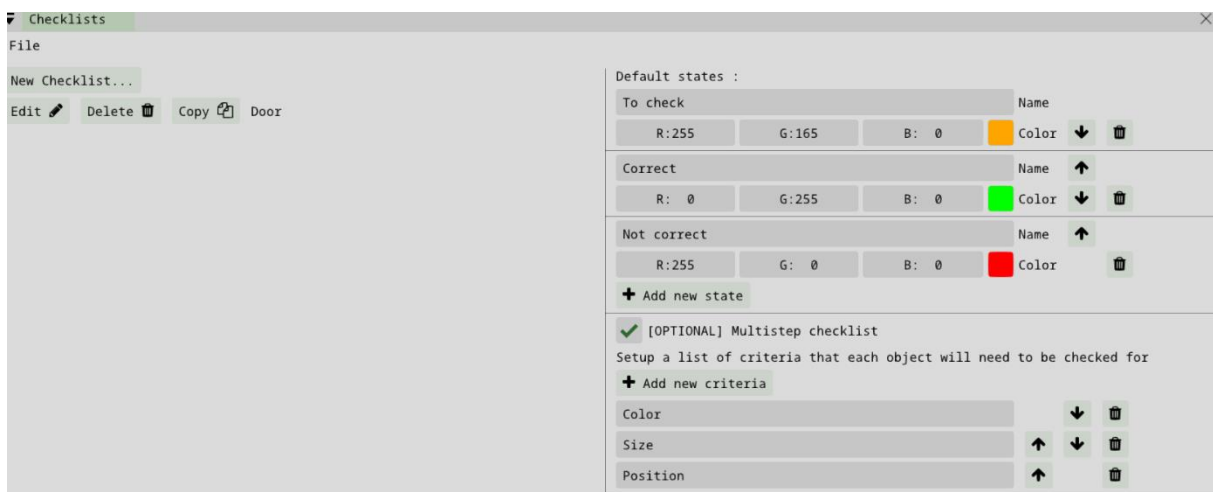 Checklists
File
New Checklist...
Edit Delete Copy Door
Default states :
To check Name
R:255 G:165 B: 0 Color
Correct Name
R: 0 G:255 B: 0 Color
Not correct Name
R:255 G: 0 B: 0 Color
+ Add new state
[OPTIONAL] Multistep checklist
Setup a list of criteria that each object will need to be checked for
+ Add new criteria
Color
Size
Position